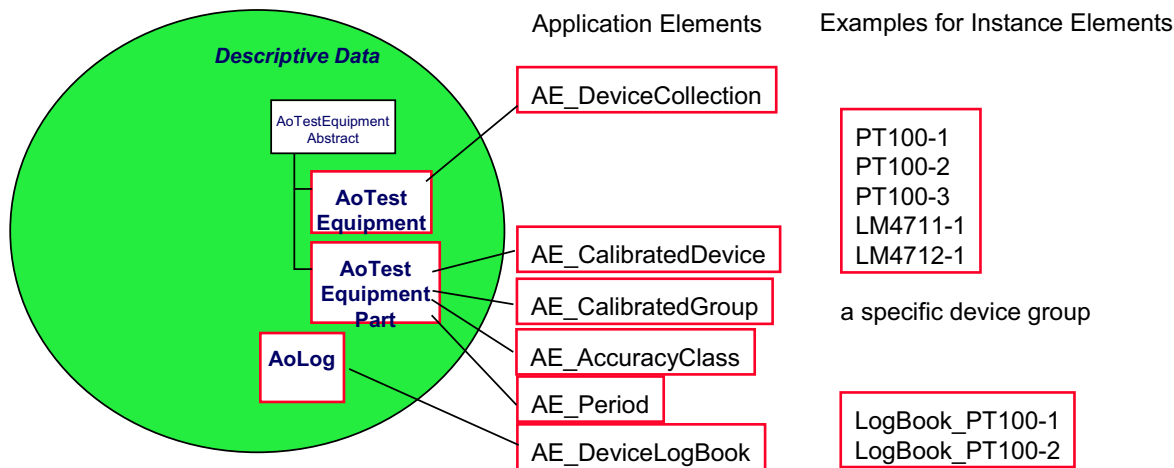 Application Elements
Examples for Instance Elements
Descriptive Data
AoTestEquipment
Abstract
AoTest
Equipment
AoTest
Equipment
Part
AoLog
AE_DeviceCollection
AE_CalibratedDevice
AE_CalibratedGroup
AE_AccuracyClass
AE_Period
AE_DeviceLogBook
PT100-1
PT100-2
PT100-3
LM4711-1
LM4712-1
a specific device group
LogBook_PT100-1
LogBook_PT100-2